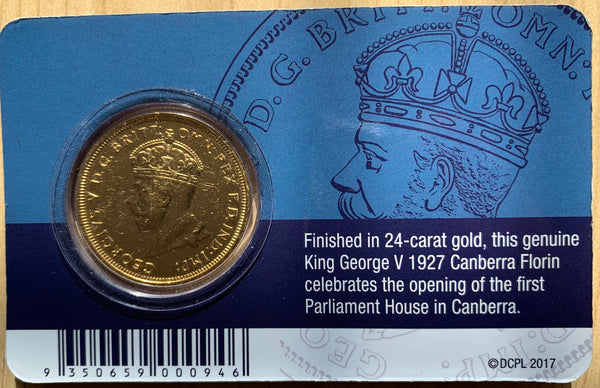 D.G. BRITT. OMN.
GEORGIVS V D.G. BRITT: OMN: REX F.D. IND: IMP:
Finished in 24-carat gold, this genuine
King George V 1927 Canberra Florin
celebrates the opening of the first
Parliament House in Canberra.
9 350659 000946
©DCPL 2017